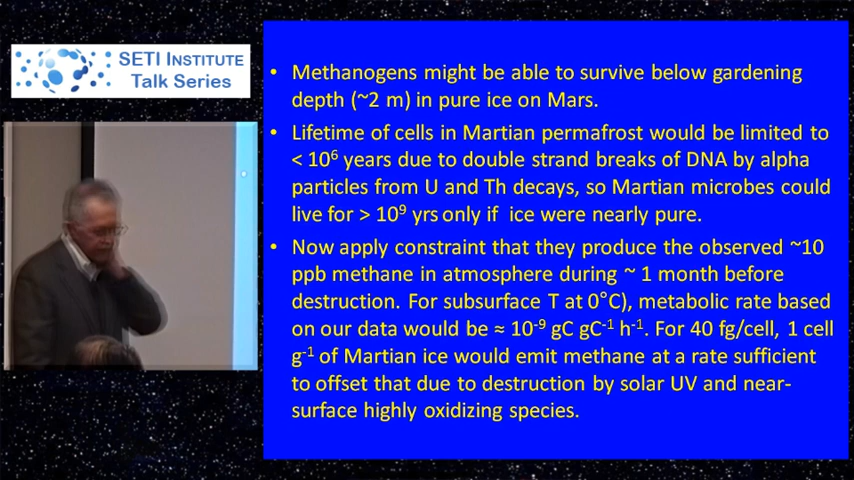 SETI INSTITUTE
Talk Series
• Methanogens might be able to survive below gardening
depth (~2 m) in pure ice on Mars.
• Lifetime of cells in Martian permafrost would be limited to
< 10⁶ years due to double strand breaks of DNA by alpha
particles from U and Th decays, so Martian microbes could
live for > 10⁹ yrs only if ice were nearly pure.
• Now apply constraint that they produce the observed ~10
ppb methane in atmosphere during ~ 1 month before
destruction. For subsurface T at 0°C), metabolic rate based
on our data would be ≈ 10⁻⁹ gC gC⁻¹ h⁻¹. For 40 fg/cell, 1 cell
g⁻¹ of Martian ice would emit methane at a rate sufficient
to offset that due to destruction by solar UV and near-
surface highly oxidizing species.